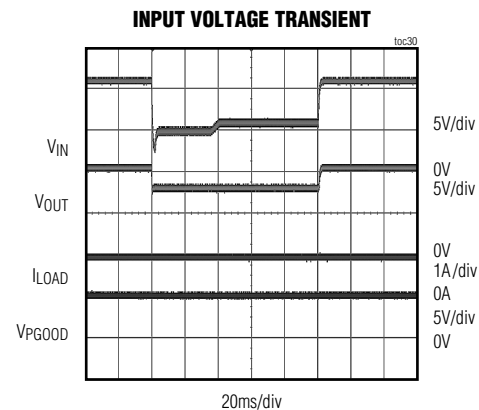 INPUT VOLTAGE TRANSIENT
toc30
VIN
5V/div
0V
VOUT
5V/div
0V
ILOAD
1A/div
0A
VPGOOD
5V/div
0V
20ms/div